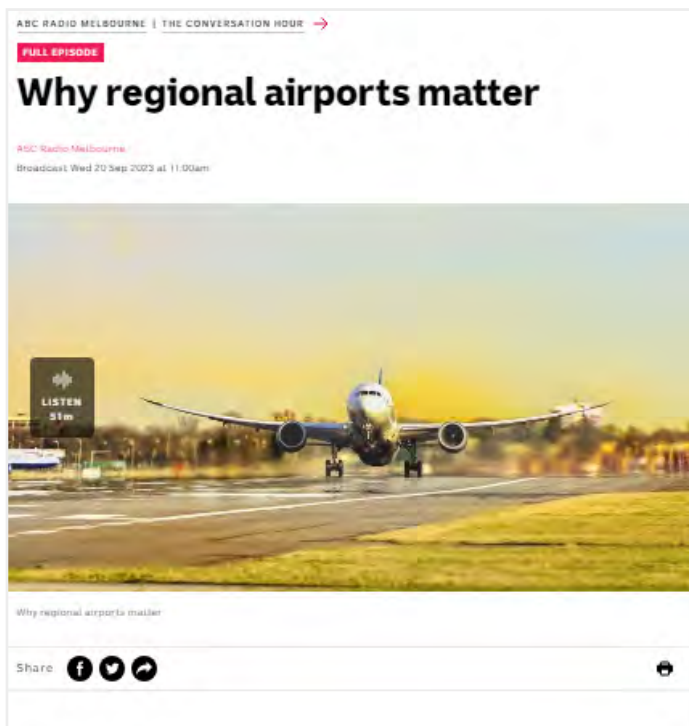 ABC RADIO MELBOURNE | THE CONVERSATION HOUR
FULL EPISODE
Why regional airports matter
ABC Radio Melbourne
Broadcast Wed 20 Sep 2023 at 11:00am
LISTEN
51m
Why regional airports matter
Share